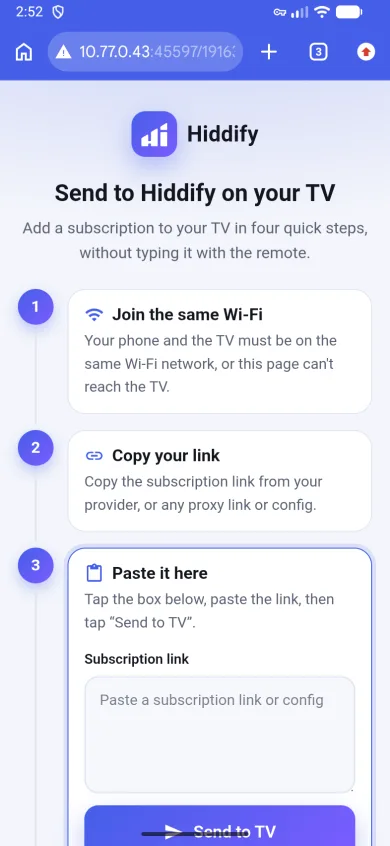 2:52
10.77.0.43:45597/19163
3
Hiddify
Send to Hiddify on your TV
Add a subscription to your TV in four quick steps,
without typing it with the remote.
1
Join the same Wi-Fi
Your phone and the TV must be on the
same Wi-Fi network, or this page can't
reach the TV.
2
Copy your link
Copy the subscription link from your
provider, or any proxy link or config.
3
Paste it here
Tap the box below, paste the link, then
tap “Send to TV”.
Subscription link
Paste a subscription link or config
Send to TV